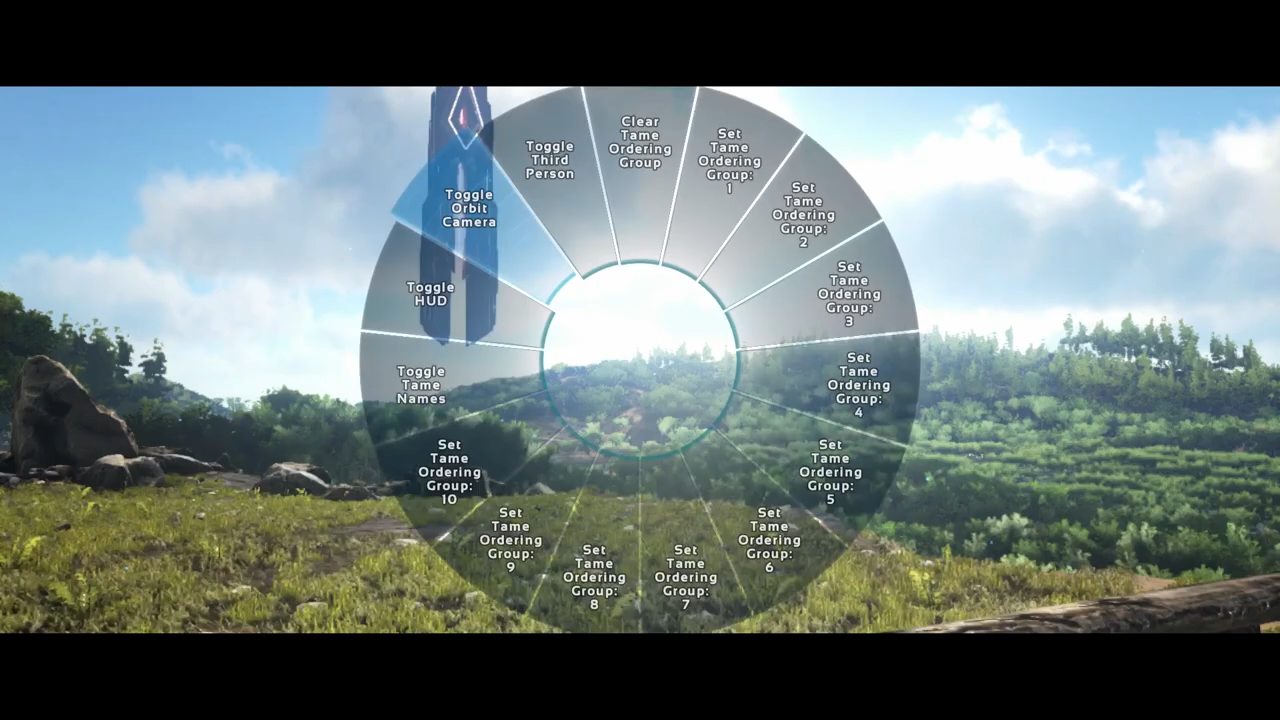 Clear
Tame
Ordering
Group
Set
Tame
Ordering
Group:
1
Set
Tame
Ordering
Group:
2
Set
Tame
Ordering
Group:
3
Set
Tame
Ordering
Group:
4
Set
Tame
Ordering
Group:
5
Set
Tame
Ordering
Group:
6
Set
Tame
Ordering
Group:
7
Set
Tame
Ordering
Group:
8
Set
Tame
Ordering
Group:
9
Set
Tame
Ordering
Group:
10
Toggle
Tame
Names
Toggle
HUD
Toggle
Orbit
Camera
Toggle
Third
Person